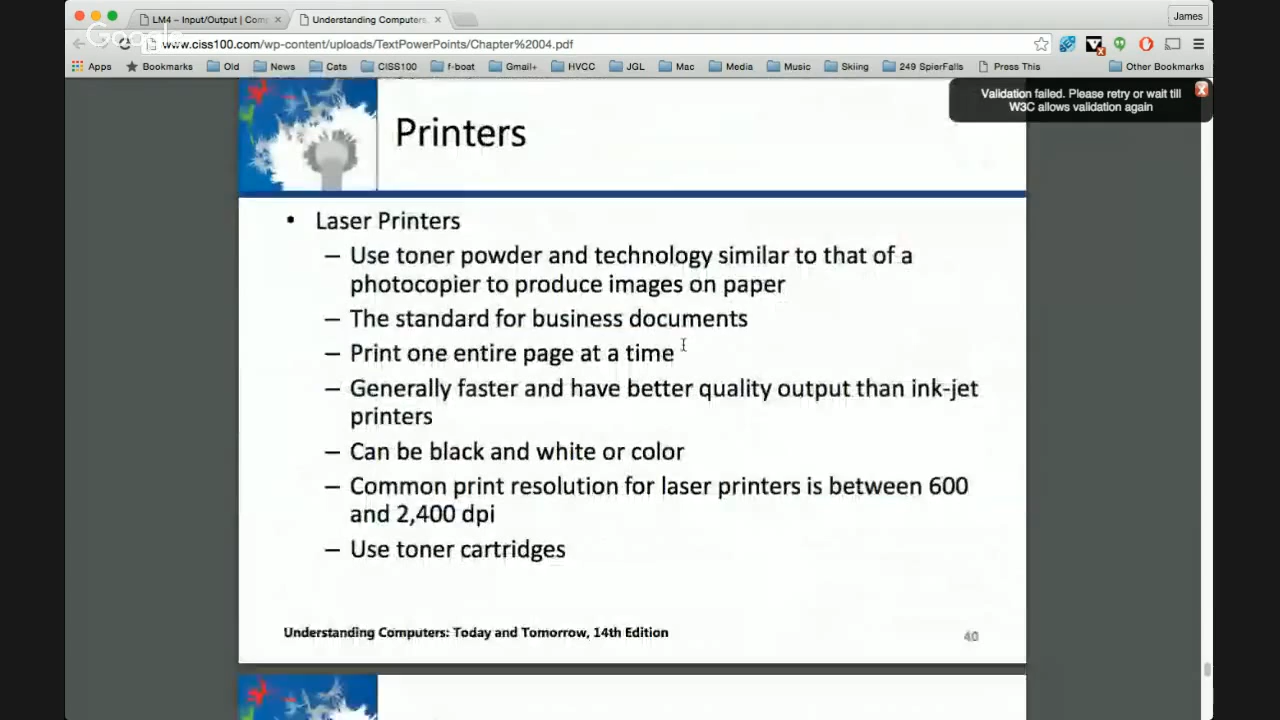 LM4 – Input/Output | Com
Understanding Computers,
James
Google
www.ciss100.com/wp-content/uploads/TextPowerPoints/Chapter%2004.pdf
Apps
Bookmarks
Old
News
Cats
CISS100
f-boat
Gmail+
HVCC
JGL
Mac
Media
Music
Skiing
249 SpierFalls
Press This
Other Bookmarks
Validation failed. Please retry or wait till
W3C allows validation again
Printers
• Laser Printers
– Use toner powder and technology similar to that of a
photocopier to produce images on paper
– The standard for business documents
– Print one entire page at a time
– Generally faster and have better quality output than ink-jet
printers
– Can be black and white or color
– Common print resolution for laser printers is between 600
and 2,400 dpi
– Use toner cartridges
Understanding Computers: Today and Tomorrow, 14th Edition
40